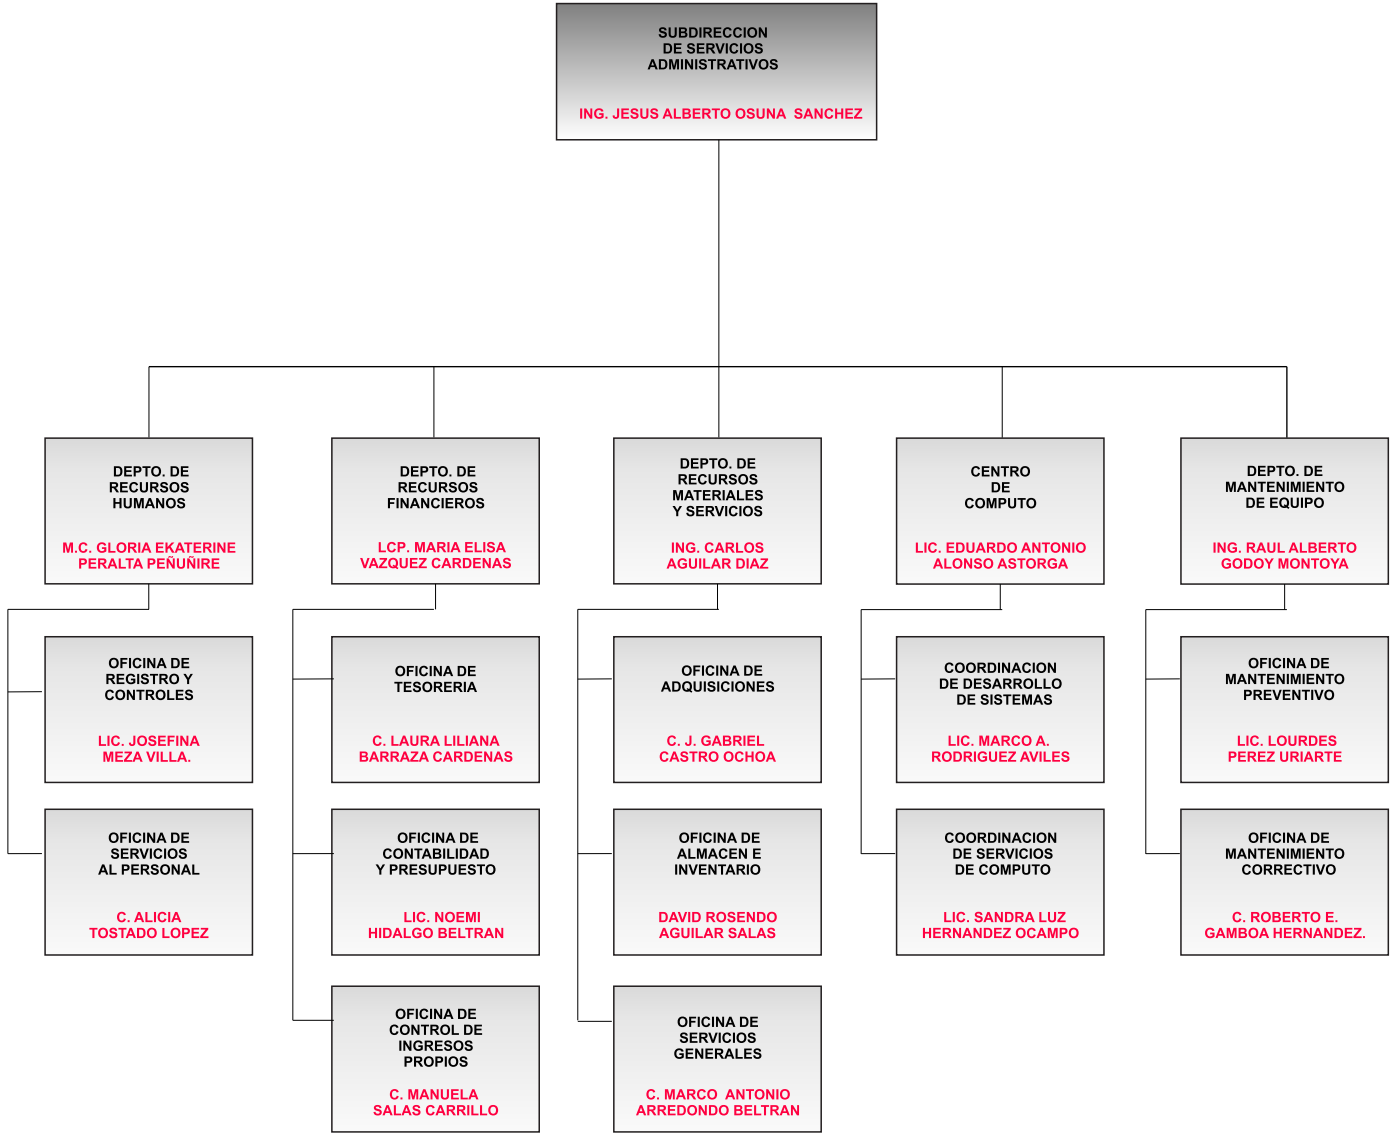 SUBDIRECCION
DE SERVICIOS
ADMINISTRATIVOS
ING. JESUS ALBERTO OSUNA  SANCHEZ
DEPTO. DE
RECURSOS
HUMANOS
M.C. GLORIA EKATERINE
PERALTA PEÑUÑIRE
DEPTO. DE
RECURSOS
FINANCIEROS
LCP. MARIA ELISA
VAZQUEZ CARDENAS
DEPTO. DE
RECURSOS
MATERIALES
Y SERVICIOS
ING. CARLOS
AGUILAR DIAZ
CENTRO
DE
COMPUTO
LIC. EDUARDO ANTONIO
ALONSO ASTORGA
DEPTO. DE
MANTENIMIENTO
DE EQUIPO
ING. RAUL ALBERTO
GODOY MONTOYA
OFICINA DE
REGISTRO Y
CONTROLES
LIC. JOSEFINA
MEZA VILLA.
OFICINA DE
TESORERIA
C. LAURA LILIANA
BARRAZA CARDENAS
OFICINA DE
ADQUISICIONES
C. J. GABRIEL
CASTRO OCHOA
COORDINACION
DE DESARROLLO
DE SISTEMAS
LIC. MARCO A.
RODRIGUEZ AVILES
OFICINA DE
MANTENIMIENTO
PREVENTIVO
LIC. LOURDES
PEREZ URIARTE
OFICINA DE
SERVICIOS
AL PERSONAL
C. ALICIA
TOSTADO LOPEZ
OFICINA DE
CONTABILIDAD
Y PRESUPUESTO
LIC. NOEMI
HIDALGO BELTRAN
OFICINA DE
ALMACEN E
INVENTARIO
DAVID ROSENDO
AGUILAR SALAS
COORDINACION
DE SERVICIOS
DE COMPUTO
LIC. SANDRA LUZ
HERNANDEZ OCAMPO
OFICINA DE
MANTENIMIENTO
CORRECTIVO
C. ROBERTO E.
GAMBOA HERNANDEZ.
OFICINA DE
CONTROL DE
INGRESOS
PROPIOS
C. MANUELA
SALAS CARRILLO
OFICINA DE
SERVICIOS
GENERALES
C. MARCO  ANTONIO
ARREDONDO BELTRAN